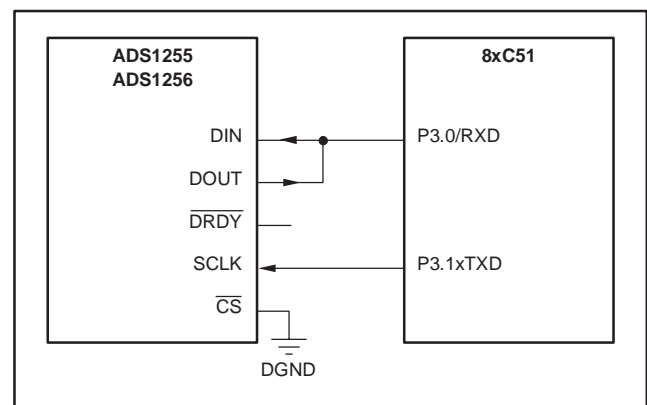 ADS1255
ADS1256
8xC51
DIN
P3.0/RXD
DOUT
DRDY
SCLK
P3.1xTXD
CS
DGND